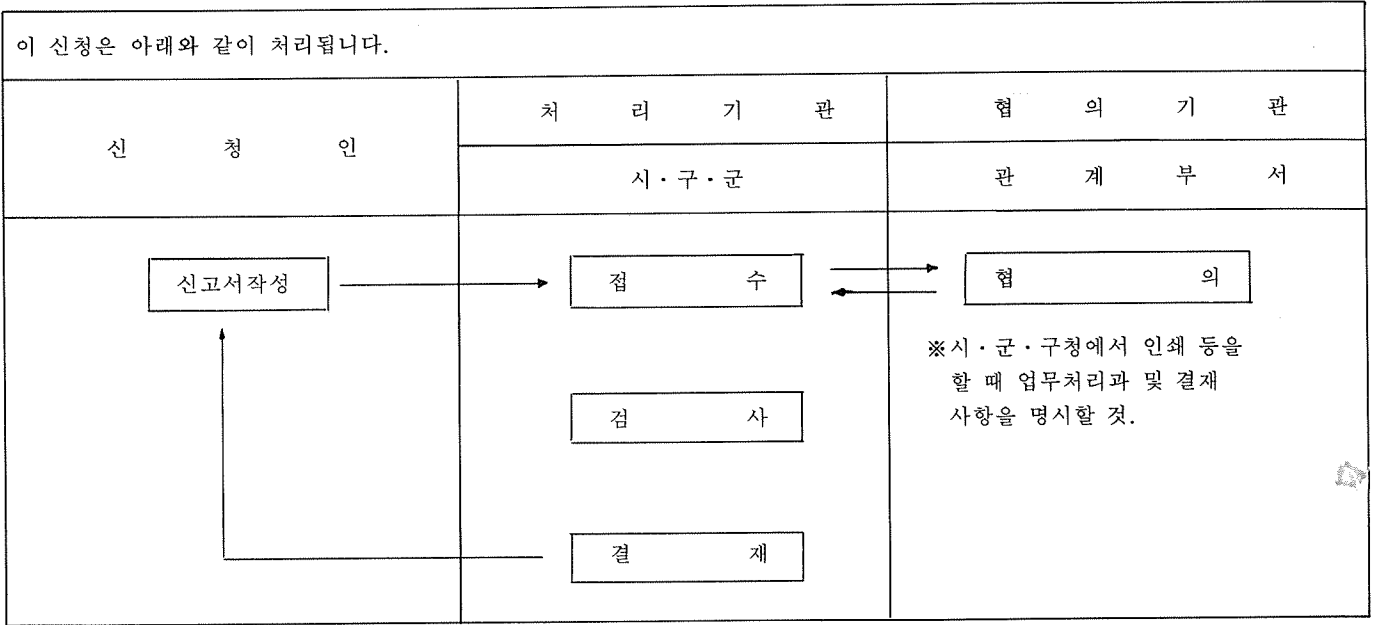 이 신청은 아래와 같이 처리됩니다.
신 청 인
처 리 기 관
협 의 기 관
시·구·군
관 계 부 서
신고서작성
접 수
협 의
※시·군·구청에서 인쇄 등을
할 때 업무처리과 및 결재
사항을 명시할 것.
검 사
결 재